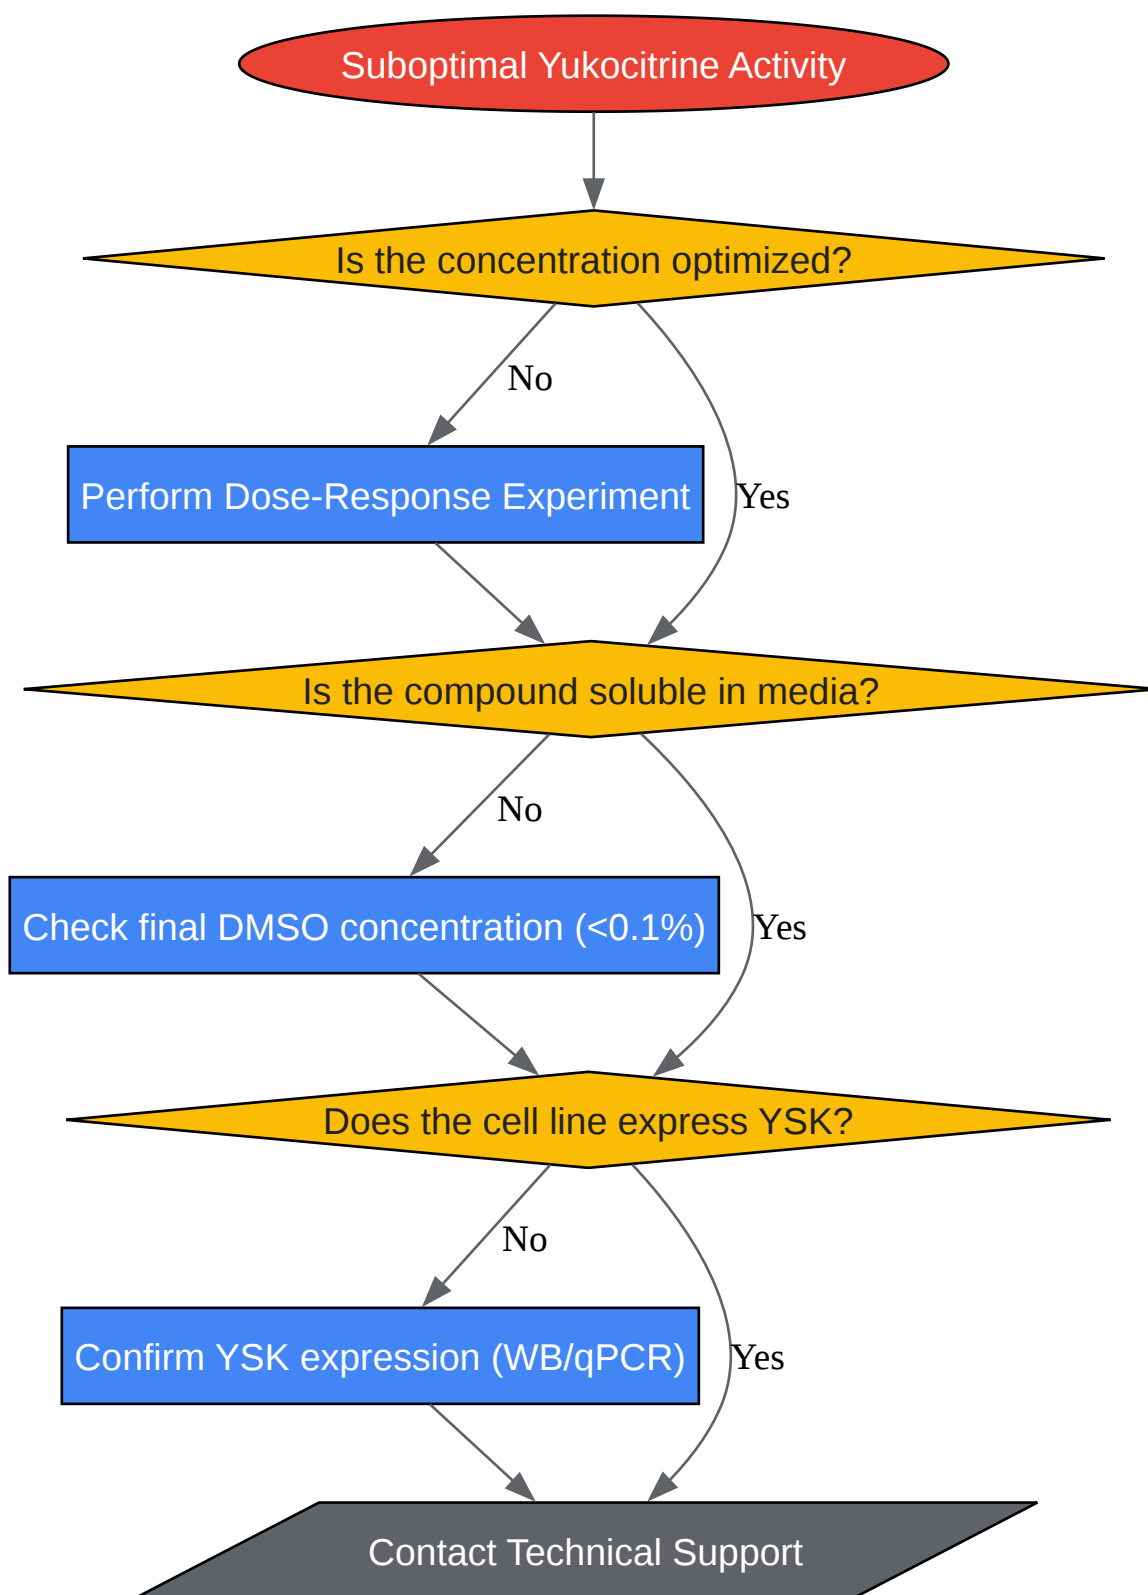 Suboptimal Yukocitrine Activity
Is the concentration optimized?
No
Perform Dose-Response Experiment
Yes
Is the compound soluble in media?
No
Check final DMSO concentration (<0.1%)
Yes
Does the cell line express YSK?
No
Confirm YSK expression (WB/qPCR)
Yes
Contact Technical Support